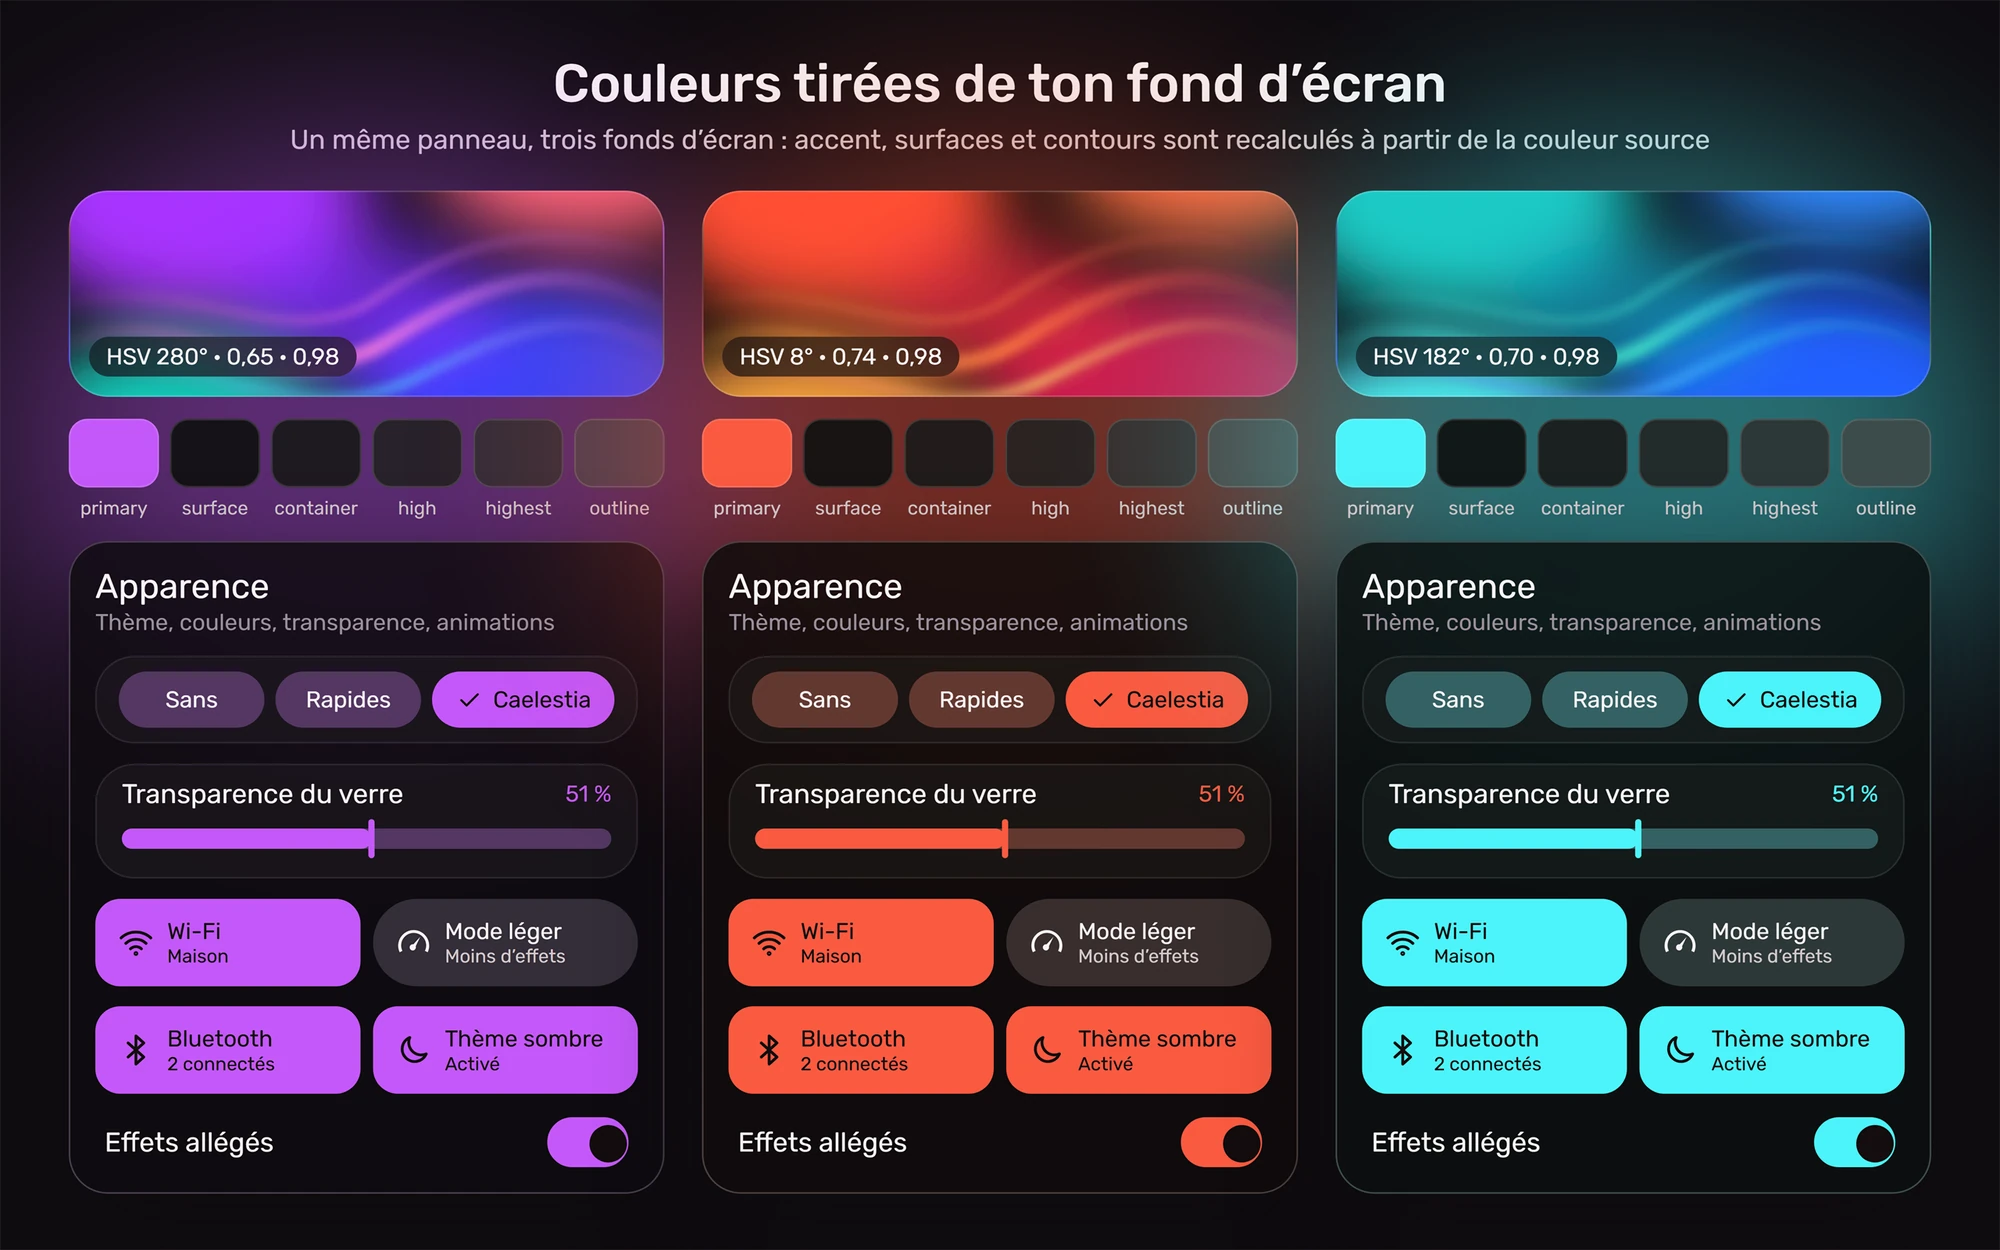 Couleurs tirées de ton fond d’écran
Un même panneau, trois fonds d’écran : accent, surfaces et contours sont recalculés à partir de la couleur source
HSV 280° • 0,65 • 0,98
primary surface container high highest outline
Apparence
Thème, couleurs, transparence, animations
Sans Rapides Caelestia
Transparence du verre 51 %
Wi-Fi
Maison
Mode léger
Moins d’effets
Bluetooth
2 connectés
Thème sombre
Activé
Effets allégés
HSV 8° • 0,74 • 0,98
primary surface container high highest outline
Apparence
Thème, couleurs, transparence, animations
Sans Rapides Caelestia
Transparence du verre 51 %
Wi-Fi
Maison
Mode léger
Moins d’effets
Bluetooth
2 connectés
Thème sombre
Activé
Effets allégés
HSV 182° • 0,70 • 0,98
primary surface container high highest outline
Apparence
Thème, couleurs, transparence, animations
Sans Rapides Caelestia
Transparence du verre 51 %
Wi-Fi
Maison
Mode léger
Moins d’effets
Bluetooth
2 connectés
Thème sombre
Activé
Effets allégés